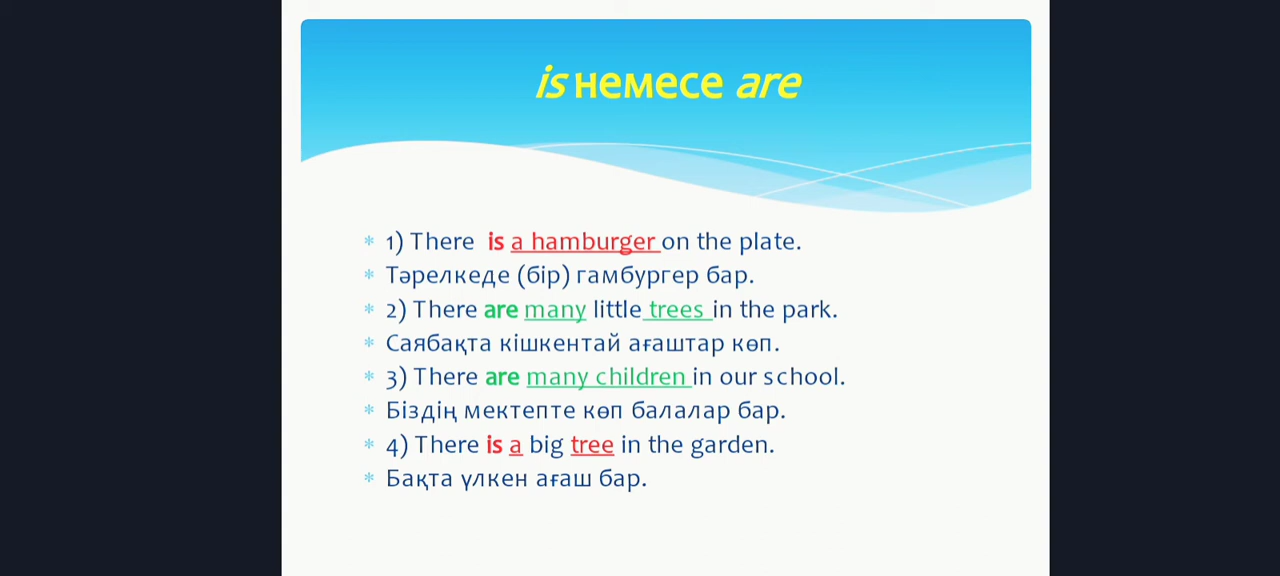 is немесе are
* 1) There is a hamburger on the plate.
* Тәрелкеде (бір) гамбургер бар.
* 2) There are many little trees in the park.
* Саябақта кішкентай ағаштар көп.
* 3) There are many children in our school.
* Біздің мектепте көп балалар бар.
* 4) There is a big tree in the garden.
* Бақта үлкен ағаш бар.